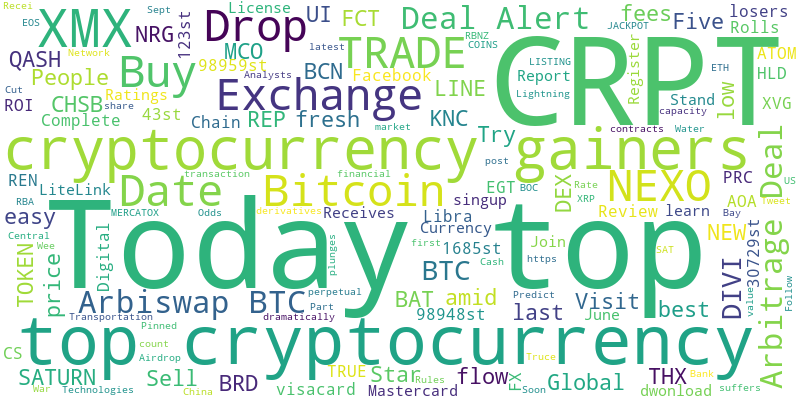 Recei
Sept
License
UI
FCT
Deal Alert
fees
Five
losers
EOS
XMX
NRG
123st
Drop
latest
RBNZ
COINS
JACKPOT
Rolls
Network
MCO
TRADE
CRPT
QASH
98959st
BCN
Facebook
LISTING
Register
ETH
ATOM
People
Buy
Analysts
LINE
Report
low
HLD
Cut
Ratings
Exchange
Lightning
Stand
XVG
ROI
CHSB
share
43st
Chain
REP
fresh
KNC
capacity
Complete
market
Try
contracts
Water
cryptocurrency gainers
post
transaction
financial
REN
Date
Bitcoin
EGT
BOC
DEX
Rate
NEXO
PRC
US
RBA
LiteLink
singup
XRP
AOA
Tweet
Deal
easy
MERCATOX
Odds
derivatives
Receives
Libra
Review
learn
Bay
Central
Wee
Today top
Currency
first
1685st
Join
NEW
30729st
TOKEN
Digital
plunges
BTC
Cash
https
SAT
DIVI
value
Follow
Arbitrage
price
perpetual
BAT
amid
Predict
Visit
best
Arbiswap BTC
Part
98948st
last
June
Transportation
dramatically
Pinned
top cryptocurrency
CS
count
Airdrop
Truce
SATURN
Sell
BRD
TRUE
Star
flow
FX
Global
THX
Bank
War
Technologies
China
visacard
Rules
Mastercard
Soon
dwonload
suffers